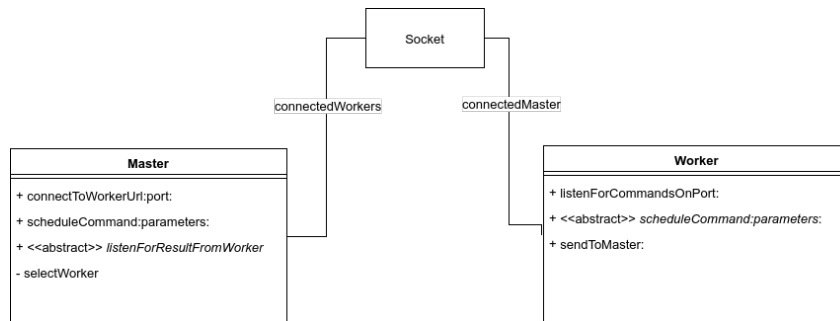 Socket
connectedWorkers
connectedMaster
Master
+ connectToWorkerUrl:port:
+ scheduleCommand:parameters:
+ <<abstract>> listenForResultFromWorker
- selectWorker
Worker
+ listenForCommandsOnPort:
+ <<abstract>> scheduleCommand:parameters:
+ sendToMaster: